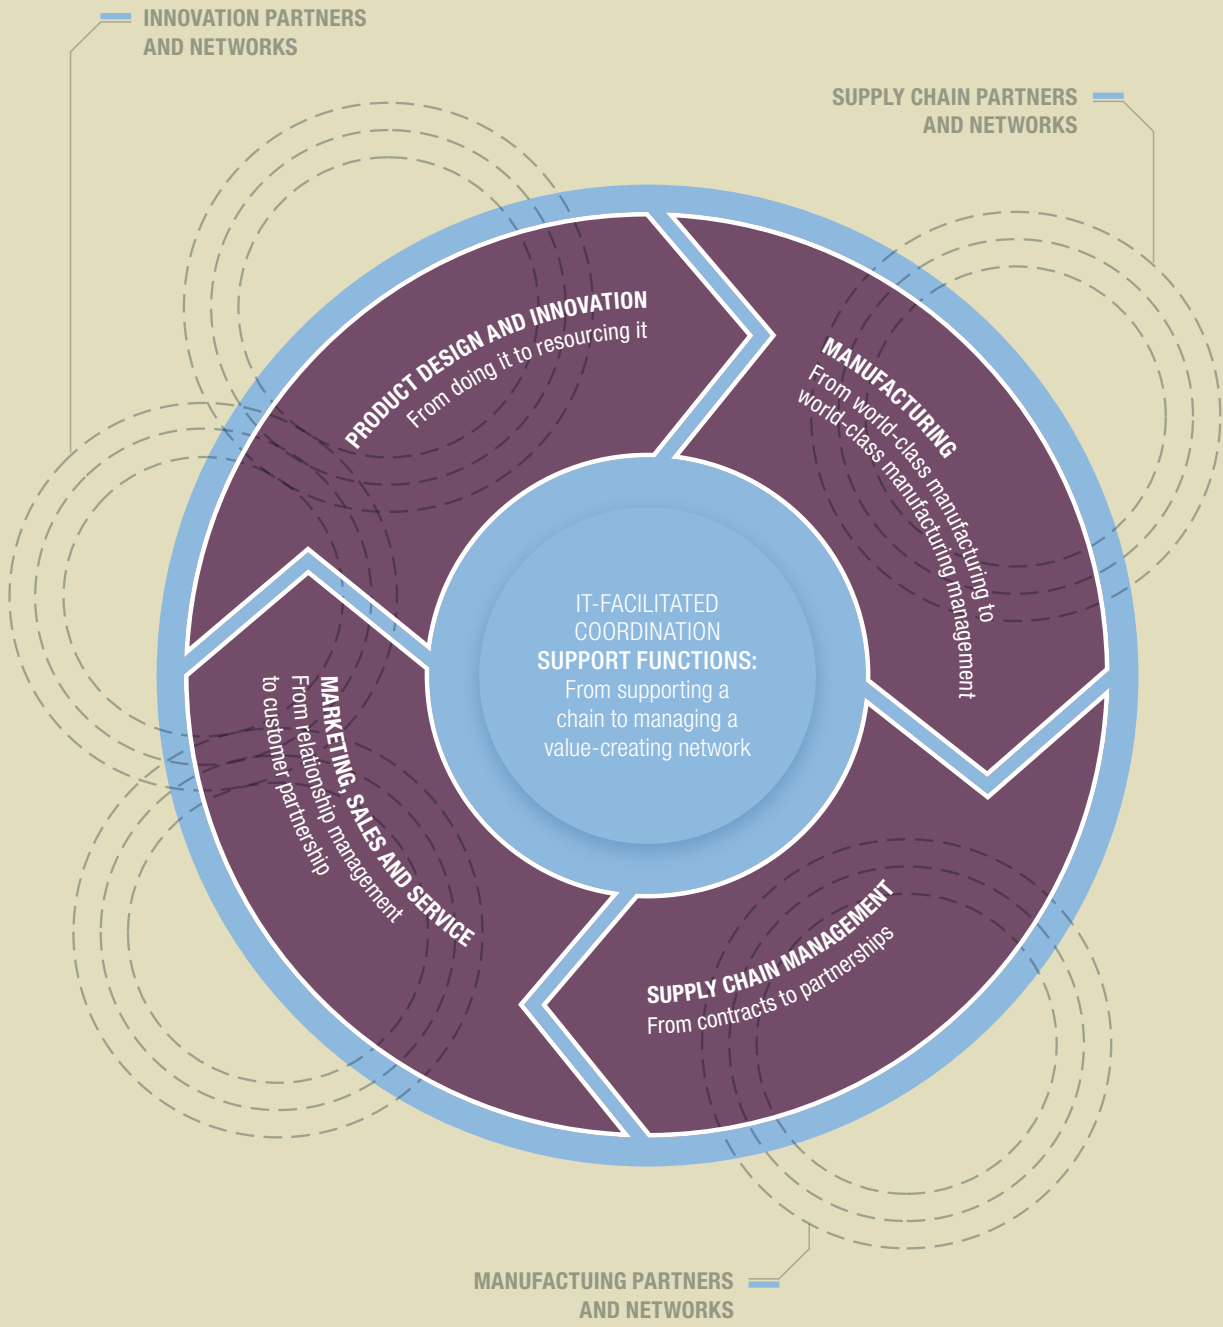 INNOVATION PARTNERS
AND NETWORKS
SUPPLY CHAIN PARTNERS
AND NETWORKS
PRODUCT DESIGN AND INNOVATION
From doing it to resourcing it
MANUFACTURING
From world-class manufacturing to
world-class manufacturing management
IT-FACILITATED
COORDINATION
SUPPORT FUNCTIONS:
From supporting a
chain to managing a
value-creating network
MARKETING, SALES AND SERVICE
From relationship management
to customer partnership
SUPPLY CHAIN MANAGEMENT
From contracts to partnerships
MANUFACTUING PARTNERS
AND NETWORKS